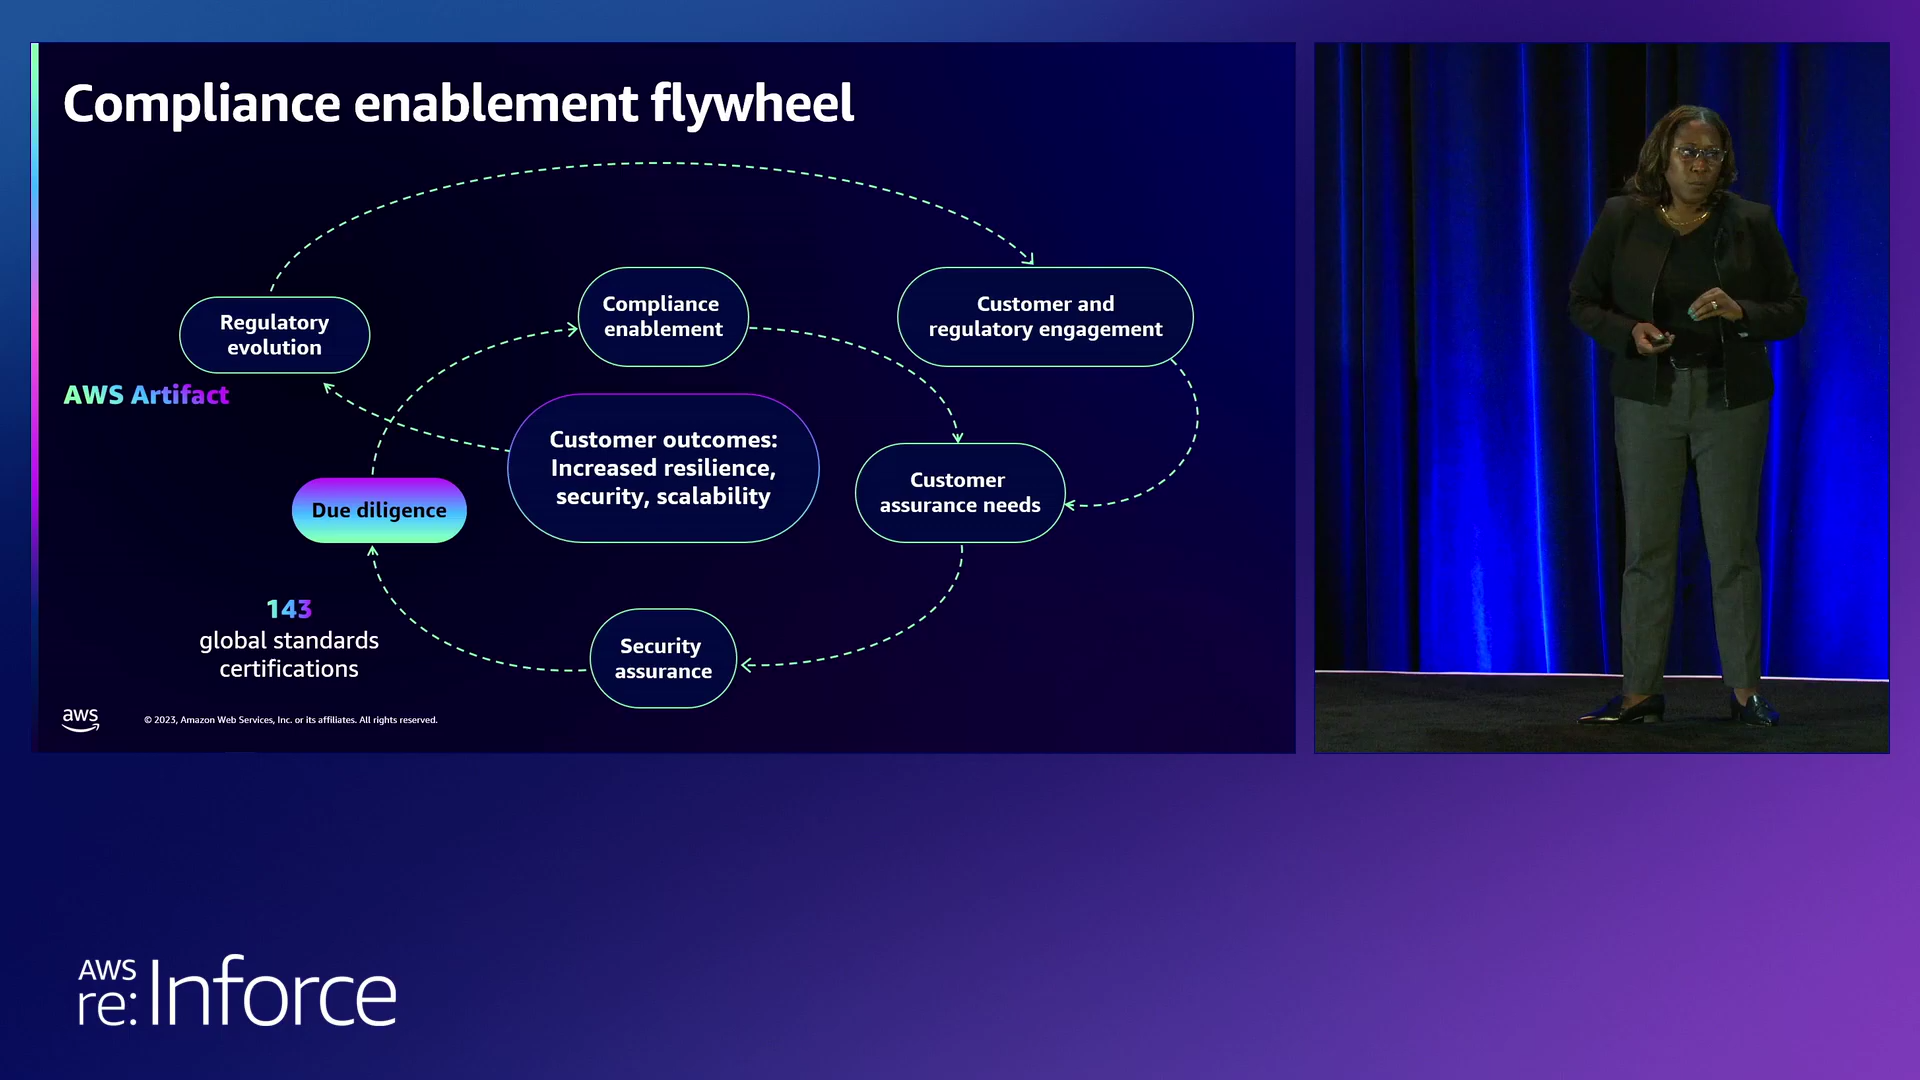 Compliance enablement flywheel
Regulatory
evolution
Compliance
enablement
Customer and
regulatory engagement
AWS Artifact
Customer outcomes:
Increased resilience,
security, scalability
Customer
assurance needs
Due diligence
143
global standards
certifications
Security
assurance
aws
© 2023, Amazon Web Services, Inc. or its affiliates. All rights reserved.
AWS
re:Inforce